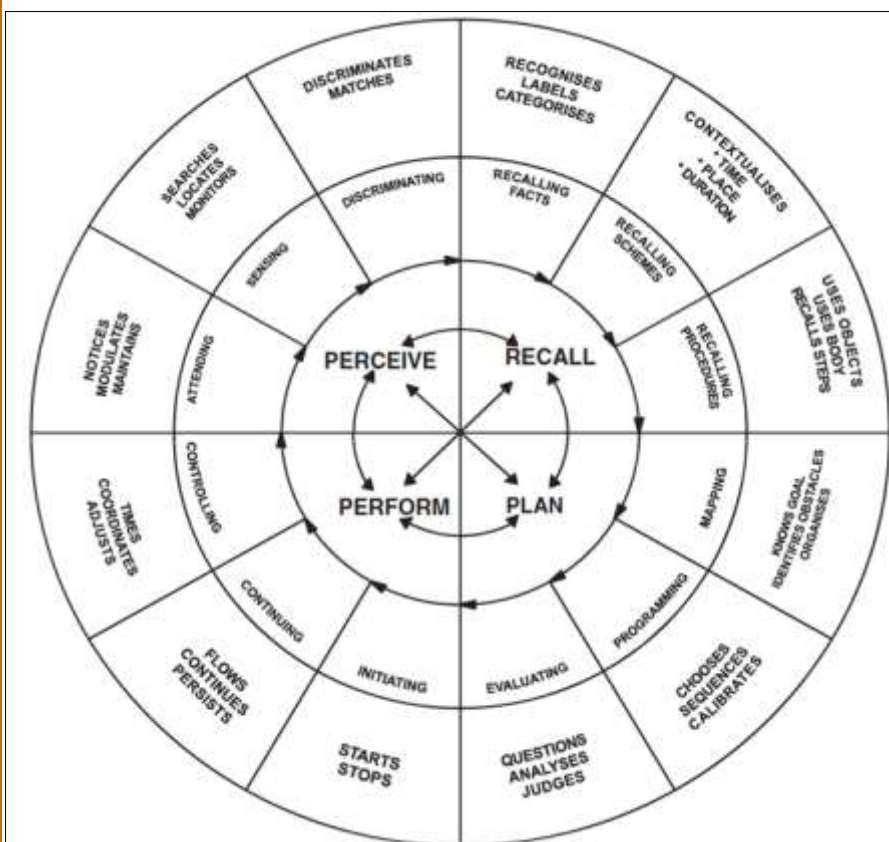 DISCRIMINATES
MATCHES
RECOGNISES
LABELS
CATEGORISES
CONTEXTUALISES
• TIME
• PLACE
• DURATION
USES OBJECTS
USES BODY
RECALLS STEPS
KNOWS GOAL
IDENTIFIES OBSTACLES
ORGANISES
CHOOSES
SEQUENCES
CALIBRATES
QUESTIONS
ANALYSES
JUDGES
STARTS
STOPS
FLOWS
CONTINUES
PERSISTS
TIMES
COORDINATES
ADJUSTS
NOTICES
MODULATES
MAINTAINS
SEARCHES
LOCATES
MONITORS
DISCRIMINATING
RECALLING
FACTS
RECALLING
SCHEMES
RECALLING
PROCEDURES
MAPPING
PROGRAMMING
EVALUATING
INITIATING
CONTINUING
CONTROLLING
ATTENDING
SENSING
PERCEIVE
RECALL
PERFORM
PLAN